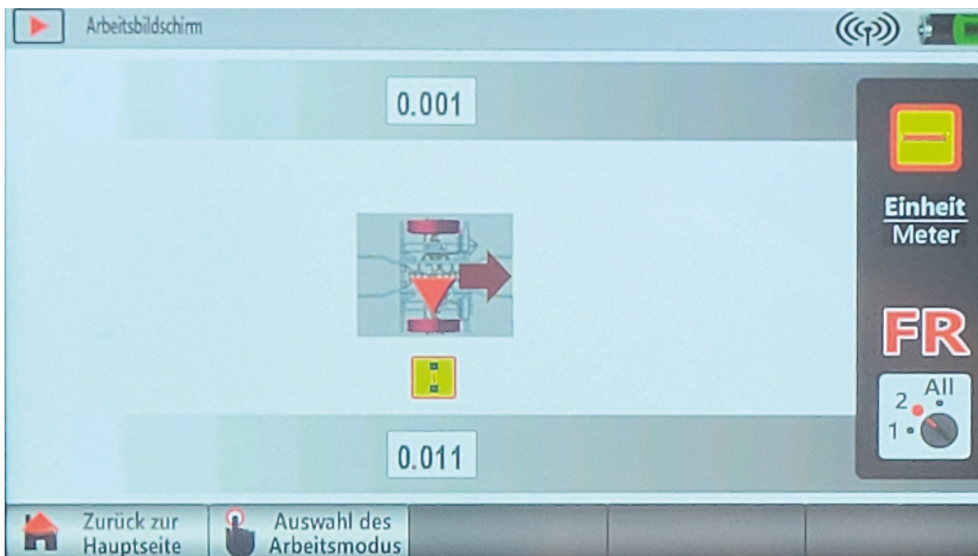 Arbeitsbildschirm
0.001
Einheit
Meter
FR
All
2
1
0.011
Zurück zur
Hauptseite
Auswahl des
Arbeitsmodus